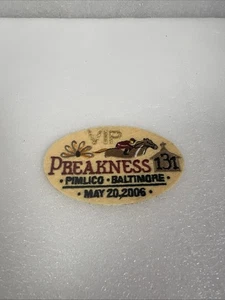 VIP
PREAKNESS 131
• PIMLICO • BALTIMORE •
• MAY 20, 2006 •